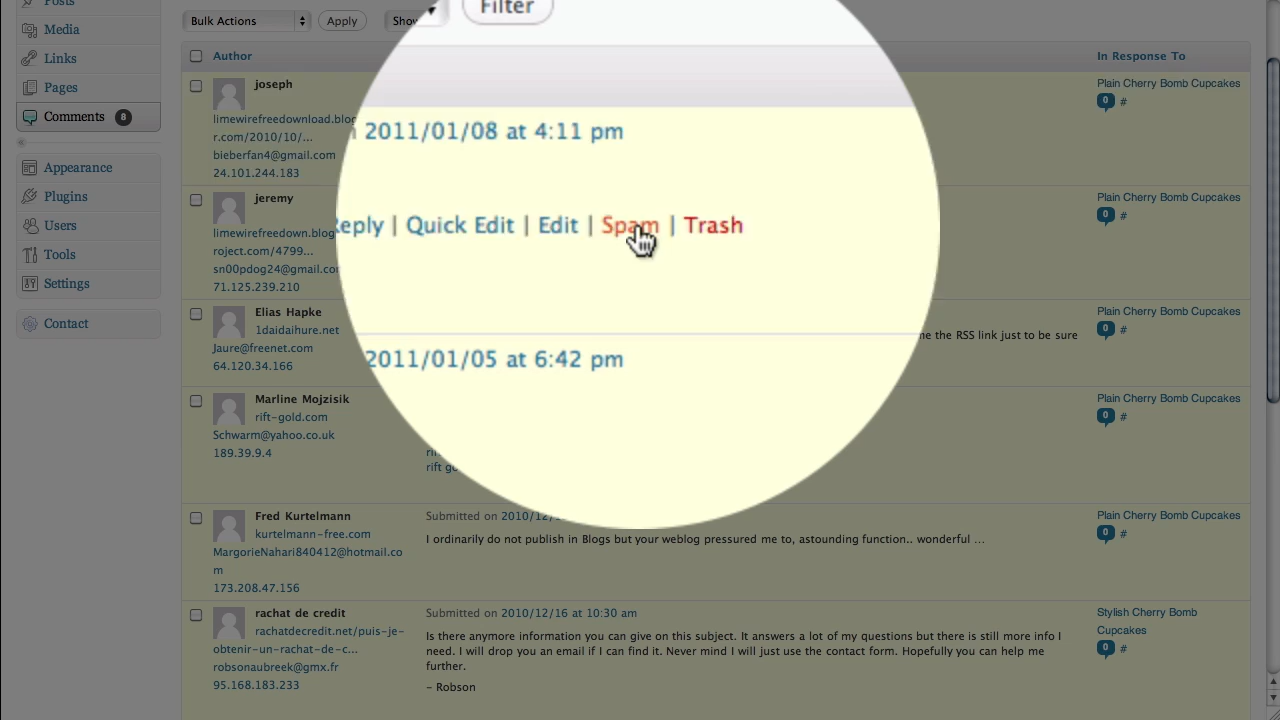 Posts
Media
Links
Pages
Comments 8
Appearance
Plugins
Users
Tools
Settings
Contact
Bulk Actions
Apply
Show
Filter
Author
In Response To
joseph
limewirefreedownload.blog
r.com/2010/10/...
bieberfan4@gmail.com
24.101.244.183
2011/01/08 at 4:11 pm
Reply | Quick Edit | Edit | Spam | Trash
Plain Cherry Bomb Cupcakes
0 #
jeremy
limewirefreedown.blog
roject.com/4799...
sn00pdog24@gmail.com
71.125.239.210
2011/01/05 at 6:42 pm
Plain Cherry Bomb Cupcakes
0 #
Elias Hapke
1daidaihure.net
Jaure@freenet.com
64.120.34.166
me the RSS link just to be sure
Plain Cherry Bomb Cupcakes
0 #
Marline Mojzisik
rift-gold.com
Schwarm@yahoo.co.uk
189.39.9.4
rift go
Plain Cherry Bomb Cupcakes
0 #
Fred Kurtelmann
kurtelmann-free.com
MargorieNahari840412@hotmail.co
m
173.208.47.156
Submitted on 2010/12/
I ordinarily do not publish in Blogs but your weblog pressured me to, astounding function.. wonderful ...
Plain Cherry Bomb Cupcakes
0 #
rachat de credit
rachatdecredit.net/puis-je-
obtenir-un-rachat-de-c...
robsonaubreek@gmx.fr
95.168.183.233
Submitted on 2010/12/16 at 10:30 am
Is there anymore information you can give on this subject. It answers a lot of my questions but there is still more info I
need. I will drop you an email if I can find it. Never mind I will just use the contact form. Hopefully you can help me
further.
– Robson
Stylish Cherry Bomb
Cupcakes
0 #